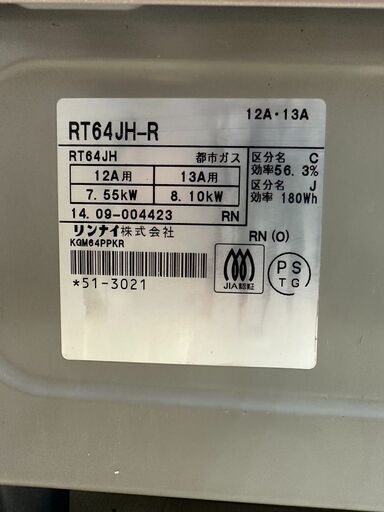 12A・13A
RT64JH-R
RT64JH 都市ガス
12A用 13A用
7.55kW 8.10kW
14.09-004423 RN
区分名 C
効率56.3%
区分名 J
効率 180Wh
リンナイ株式会社
KGM64PPKR
RN(O)
*51-3021
JIA認証
PS
TG